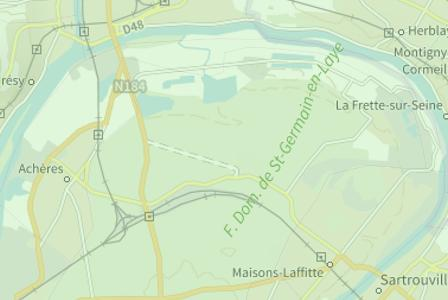 D48
Herblay
Montigny
Cormeil
résy
N184
La Frette-sur-Seine
F. Dom. de St-Germain-en-Laye
Achères
Maisons-Laffitte
Sartrouvill